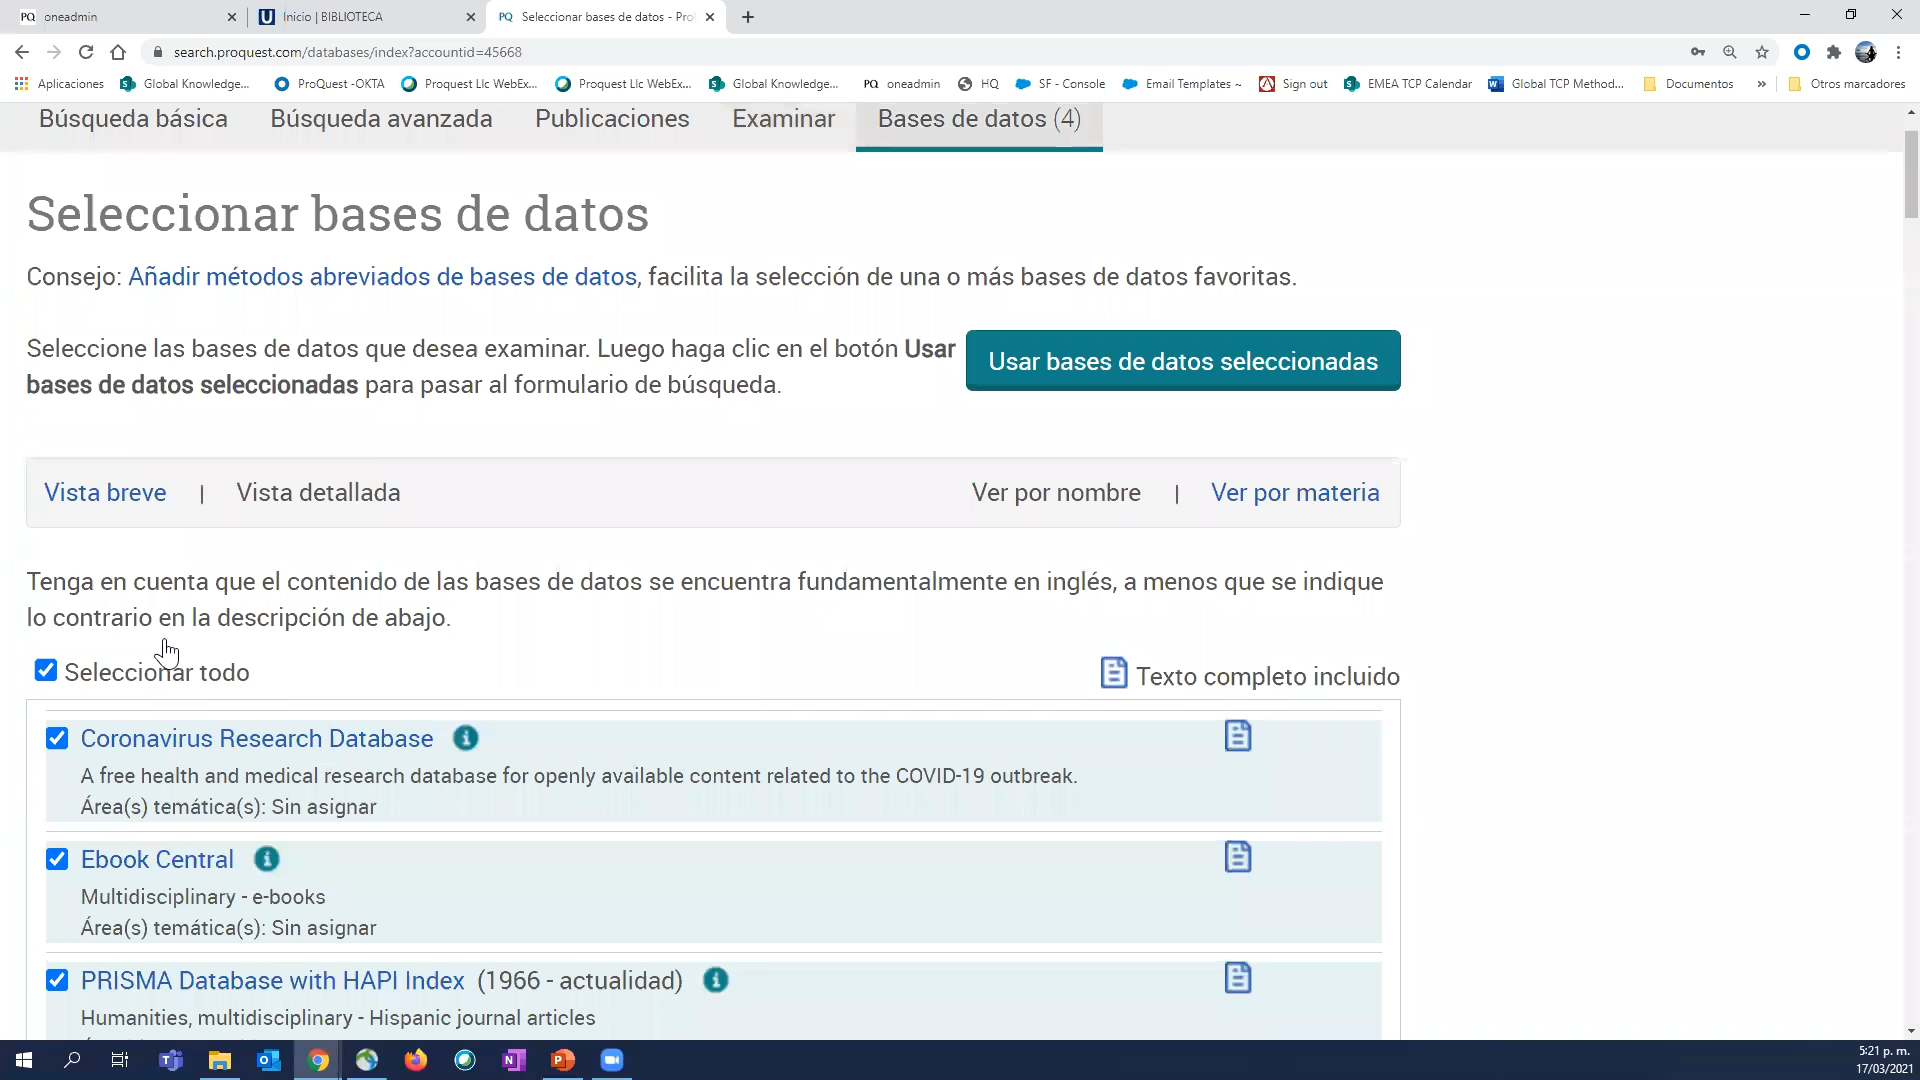 PQ oneadmin
U Inicio | BIBLIOTECA
PQ Seleccionar bases de datos - Pro
search.proquest.com/databases/index?accountid=45668
Aplicaciones
Global Knowledge...
ProQuest -OKTA
Proquest Llc WebEx...
Proquest Llc WebEx...
Global Knowledge...
PQ oneadmin
HQ
SF - Console
Email Templates ~
Sign out
EMEA TCP Calendar
Global TCP Method...
Documentos
»
Otros marcadores
Búsqueda básica
Búsqueda avanzada
Publicaciones
Examinar
Bases de datos (4)
Seleccionar bases de datos
Consejo: Añadir métodos abreviados de bases de datos, facilita la selección de una o más bases de datos favoritas.
Seleccione las bases de datos que desea examinar. Luego haga clic en el botón Usar
bases de datos seleccionadas para pasar al formulario de búsqueda.
Usar bases de datos seleccionadas
Vista breve | Vista detallada
Ver por nombre | Ver por materia
Tenga en cuenta que el contenido de las bases de datos se encuentra fundamentalmente en inglés, a menos que se indique
lo contrario en la descripción de abajo.
Seleccionar todo
Texto completo incluido
Coronavirus Research Database
A free health and medical research database for openly available content related to the COVID-19 outbreak.
Área(s) temática(s): Sin asignar
Ebook Central
Multidisciplinary - e-books
Área(s) temática(s): Sin asignar
PRISMA Database with HAPI Index (1966 - actualidad)
Humanities, multidisciplinary - Hispanic journal articles
5:21 p. m.
17/03/2021